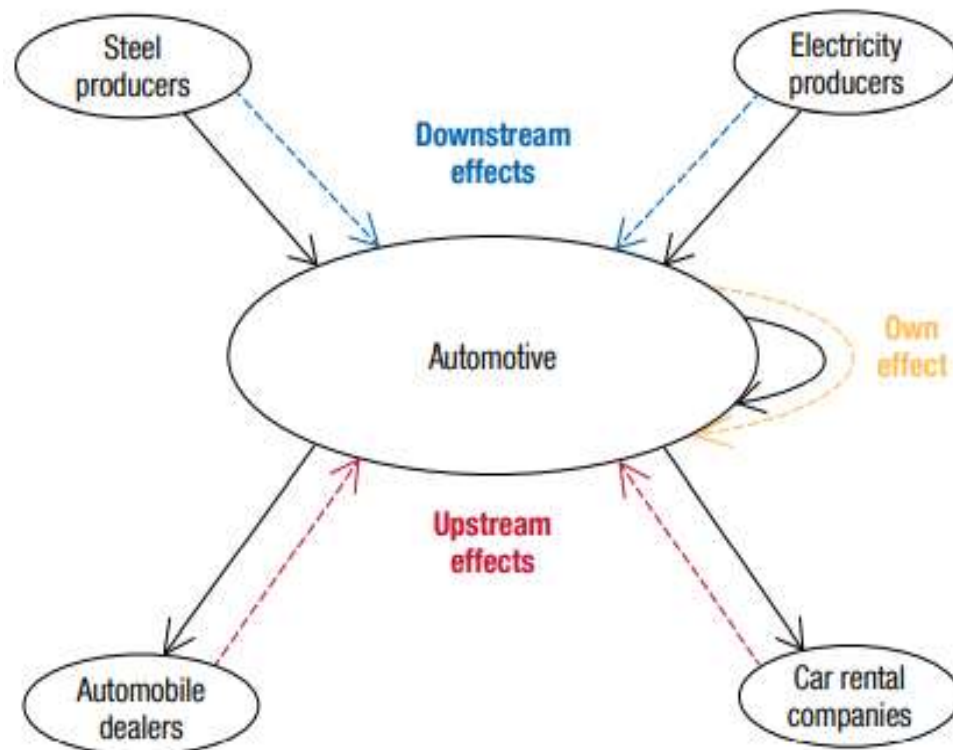 Steel
producers
Electricity
producers
Downstream
effects
Automotive
Own
effect
Upstream
effects
Automobile
dealers
Car rental
companies